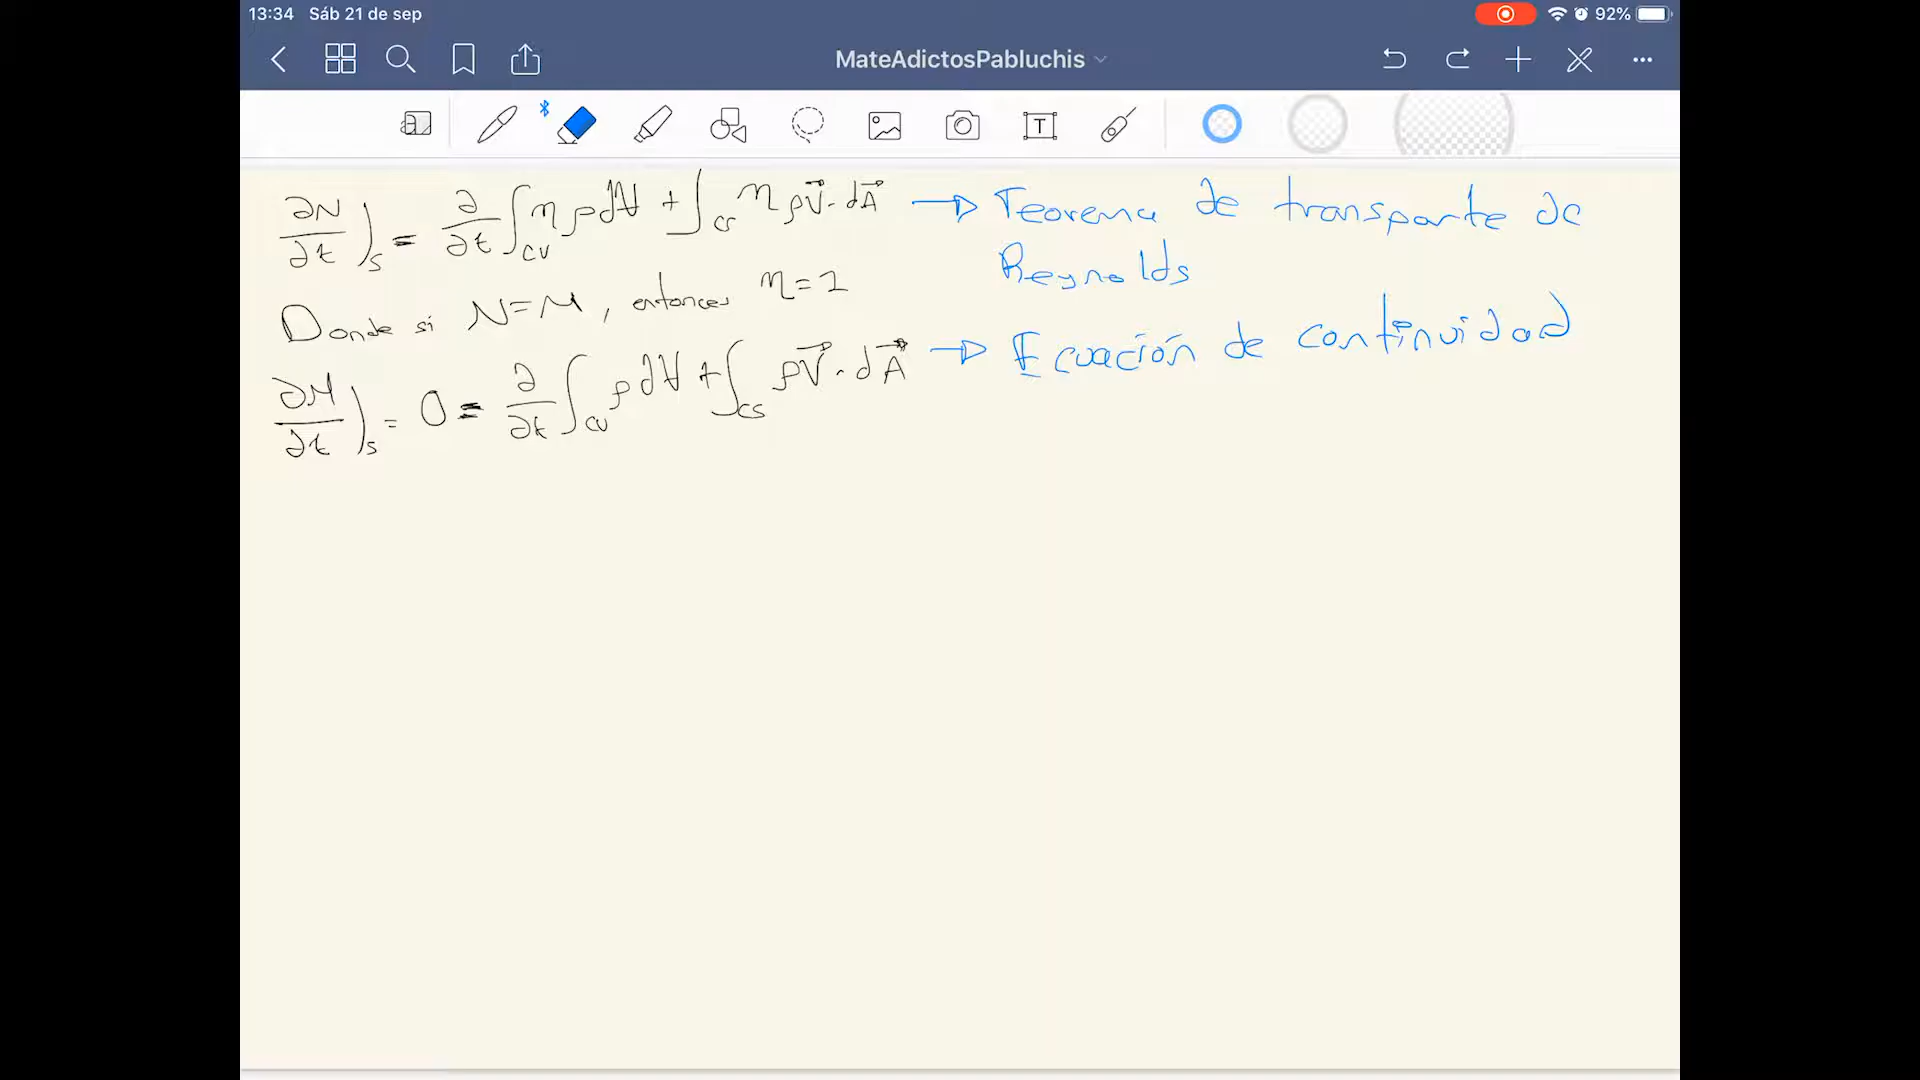 13:34 Sáb 21 de sep 92%
MateAdictosPabluchis
∂N/∂t)s = ∂/∂t ∫cv η ρ dV + ∫cs η ρ V⃗ · dA⃗ → Teorema de transporte de
Reynolds
Donde si N=M, entonces η=1
∂M/∂t)s = 0 = ∂/∂t ∫cv ρ dV + ∫cs ρ V⃗ · dA⃗ → Ecuación de continuidad